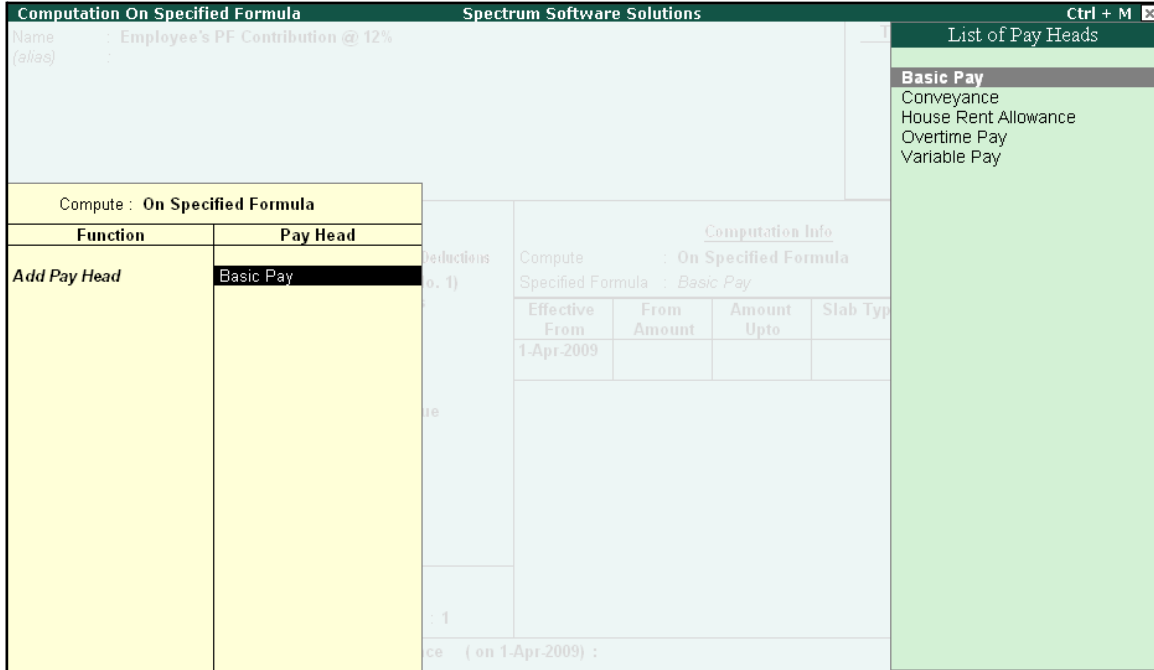 Computation On Specified Formula Spectrum Software Solutions Ctrl + M
Name : Employee's PF Contribution @ 12%
(alias) :
List of Pay Heads
Basic Pay
Conveyance
House Rent Allowance
Overtime Pay
Variable Pay
Compute : On Specified Formula
Function Pay Head
Add Pay Head Basic Pay
Deductions
o. 1)
ue
: 1
Computation Info
Compute : On Specified Formula
Specified Formula : Basic Pay
Effective From Amount Slab Typ
From Amount Upto
1-Apr-2009
ce ( on 1-Apr-2009) :